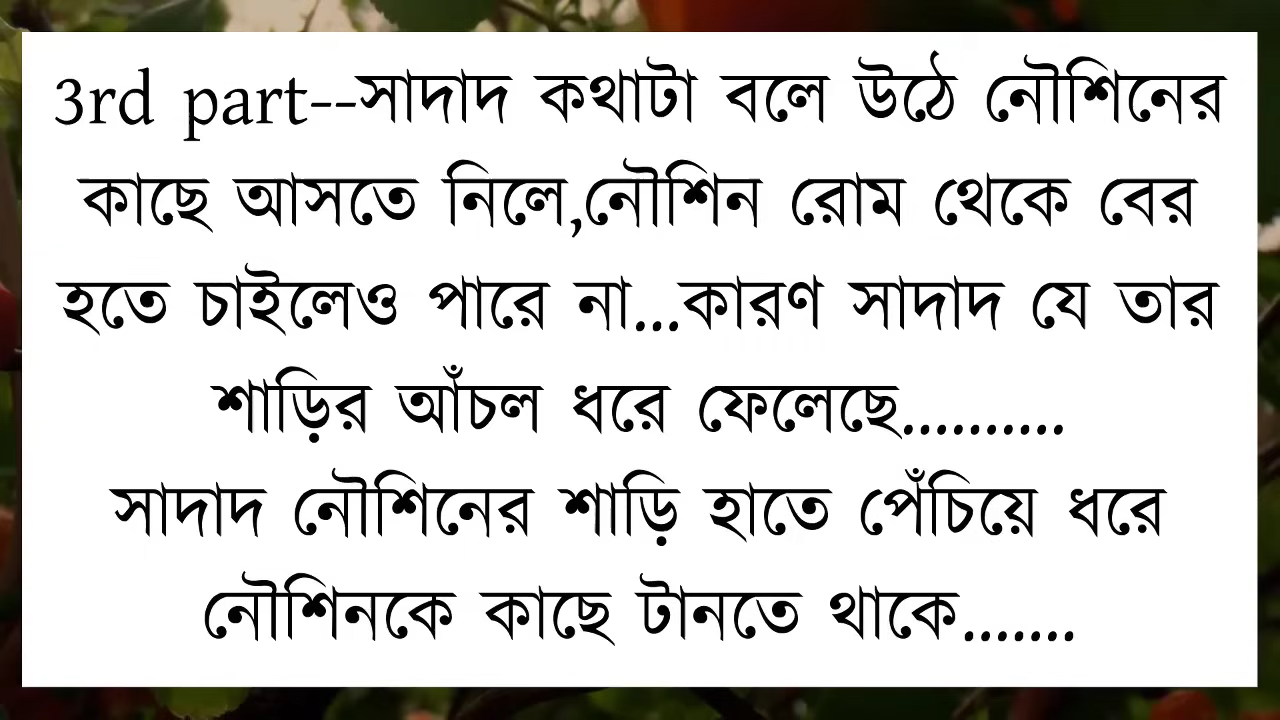 3rd part--সাদাদ কথাটা বলে উঠে নৌশিনের
কাছে আসতে নিলে,নৌশিন রোম থেকে বের
হতে চাইলেও পারে না...কারণ সাদাদ যে তার
শাড়ির আঁচল ধরে ফেলেছে..........
সাদাদ নৌশিনের শাড়ি হাতে পেঁচিয়ে ধরে
নৌশিনকে কাছে টানতে থাকে.......